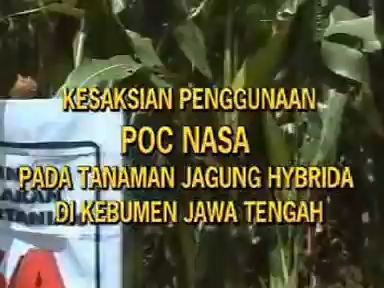 KESAKSIAN PENGGUNAAN
POC NASA
PADA TANAMAN JAGUNG HYBRIDA
DI KEBUMEN JAWA TENGAH